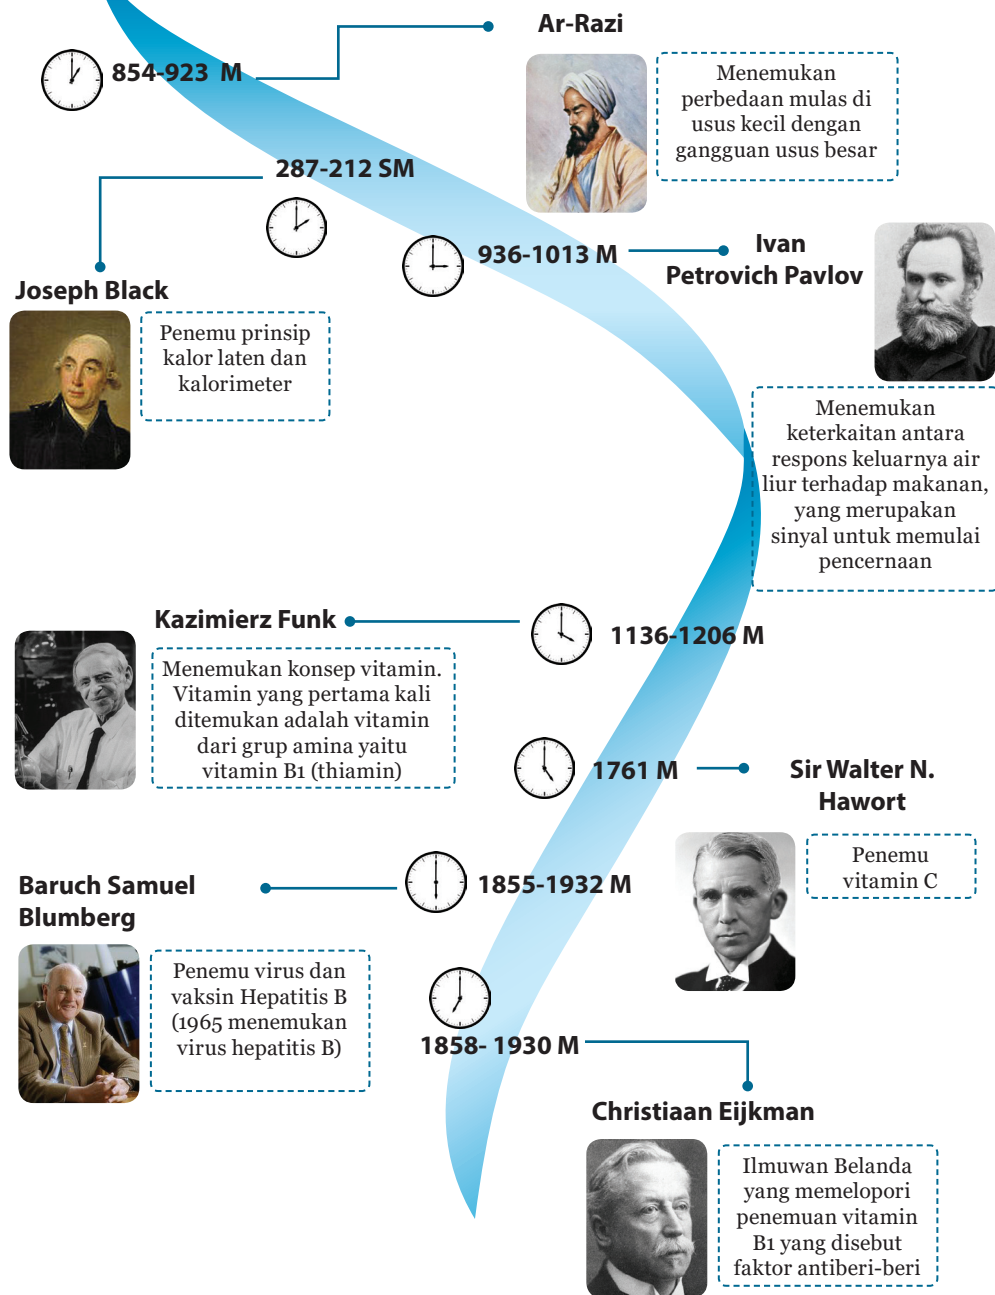 854-923 M
Ar-Razi
Menemukan
perbedaan mulas di
usus kecil dengan
gangguan usus besar
287-212 SM
Joseph Black
Penemu prinsip
kalor laten dan
kalorimeter
936-1013 M
Ivan
Petrovich Pavlov
Menemukan
keterkaitan antara
respons keluarnya air
liur terhadap makanan,
yang merupakan
sinyal untuk memulai
pencernaan
1136-1206 M
Kazimierz Funk
Menemukan konsep vitamin.
Vitamin yang pertama kali
ditemukan adalah vitamin
dari grup amina yaitu
vitamin B1 (thiamin)
1761 M
Sir Walter N.
Hawort
Penemu
vitamin C
1855-1932 M
Baruch Samuel
Blumberg
Penemu virus dan
vaksin Hepatitis B
(1965 menemukan
virus hepatitis B)
1858- 1930 M
Christiaan Eijkman
Ilmuwan Belanda
yang memelopori
penemuan vitamin
B1 yang disebut
faktor antiberi-beri